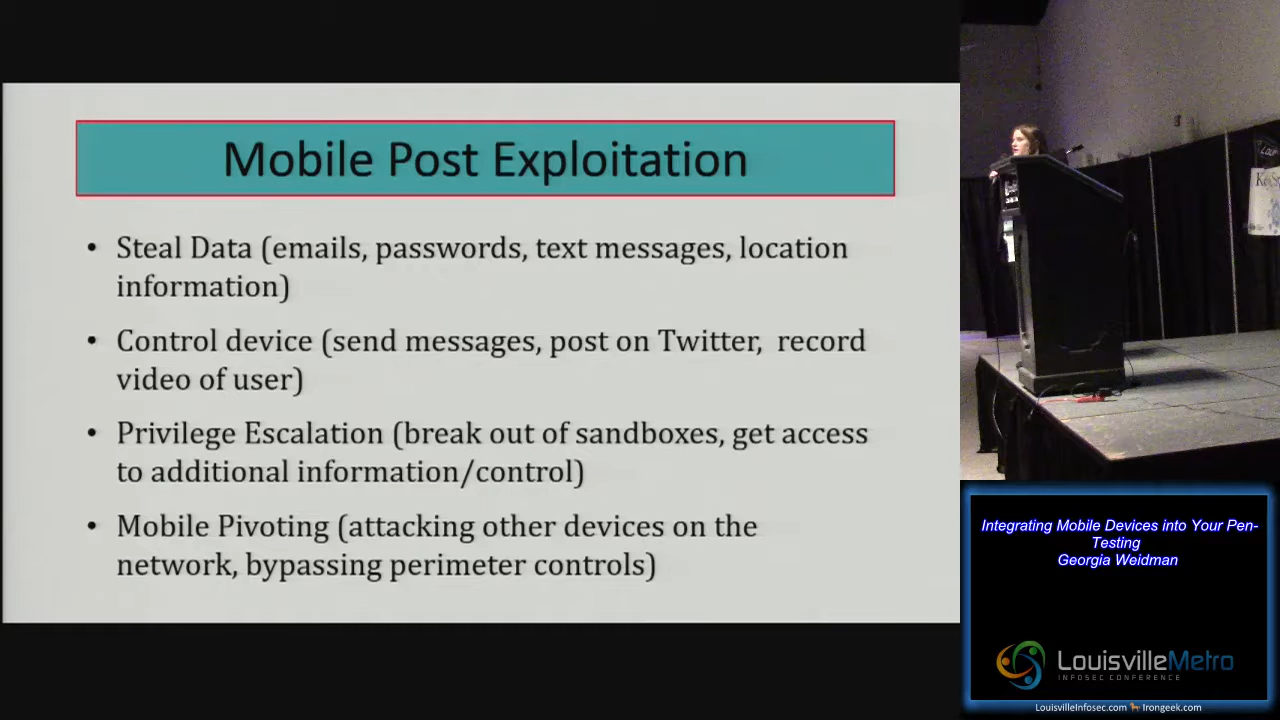 Mobile Post Exploitation
• Steal Data (emails, passwords, text messages, location
information)
• Control device (send messages, post on Twitter,  record
video of user)
• Privilege Escalation (break out of sandboxes, get access
to additional information/control)
• Mobile Pivoting (attacking other devices on the
network, bypassing perimeter controls)
Integrating Mobile Devices into Your Pen-
Testing
Georgia Weidman
LouisvilleMetro
INFOSEC CONFERENCE
LouisvilleInfosec.com Irongeek.com